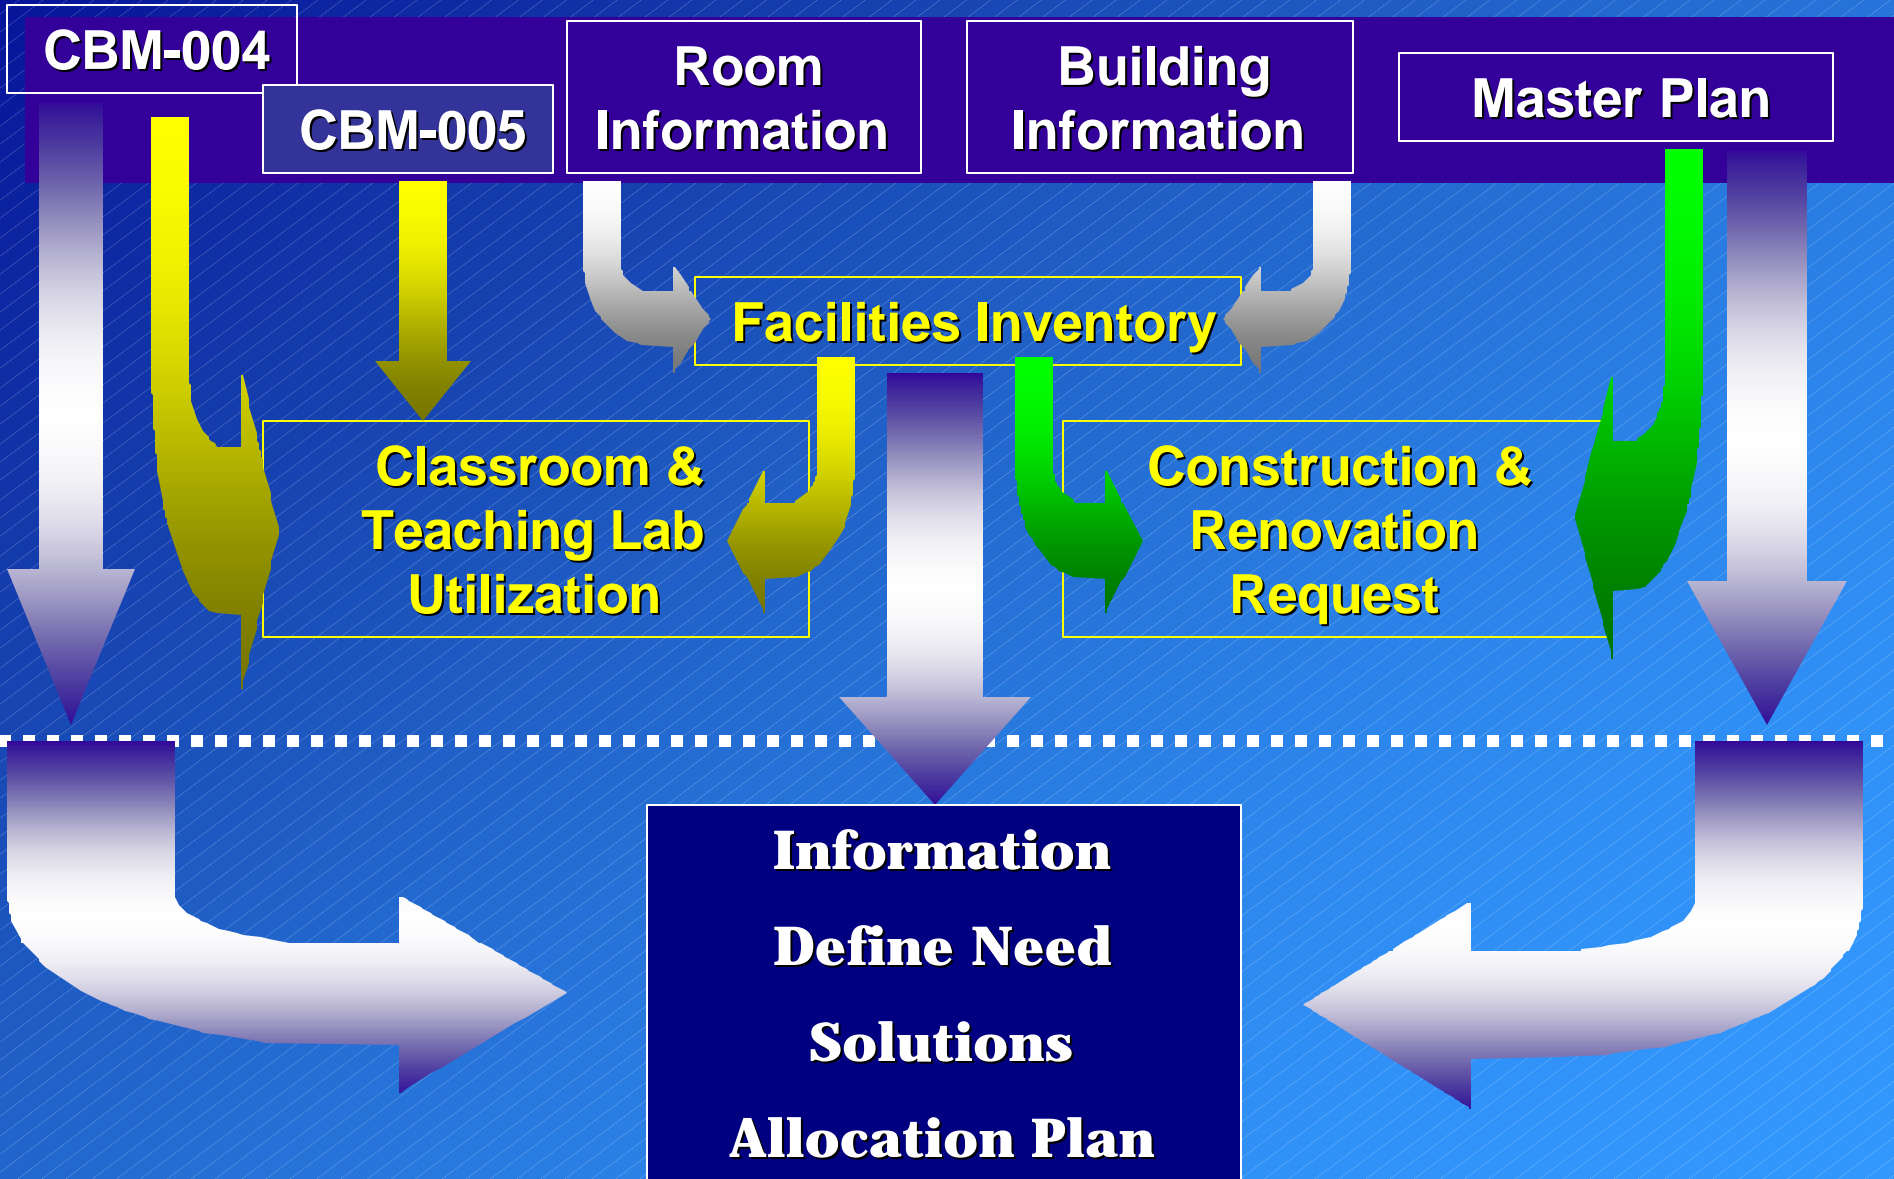 CBM-004
CBM-005
Room
Information
Building
Information
Master Plan
Facilities Inventory
Classroom &
Teaching Lab
Utilization
Construction &
Renovation
Request
Information
Define Need
Solutions
Allocation Plan